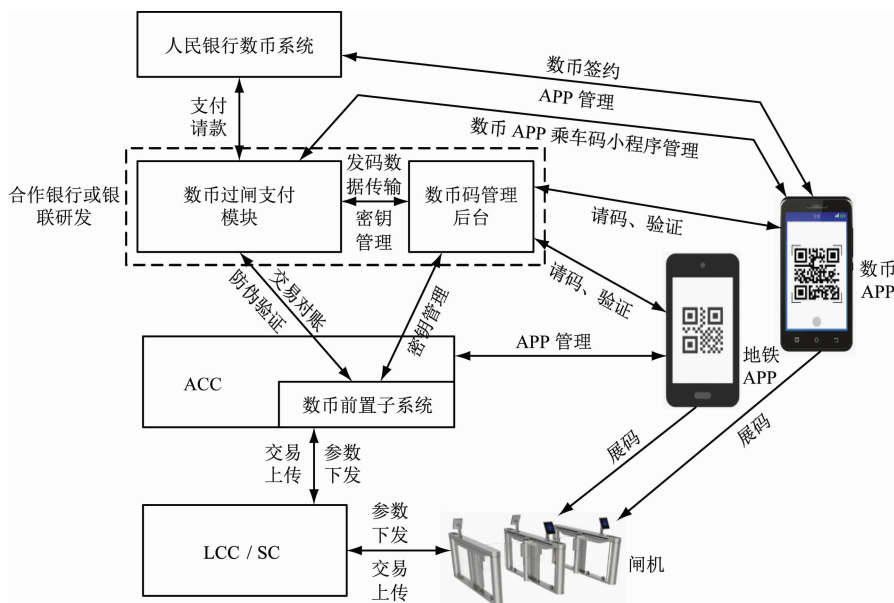 人民银行数币系统
数币签约
APP 管理
支付
请款
数币 APP 乘车码小程序管理
合作银行或银
联研发
数币过闸支付
模块
发码数
据传输
密钥
管理
数币码管理
后台
请码、验证
数币
APP
请码、验证
交易对账
防伪验证
密钥管理
APP 管理
地铁
APP
ACC
数币前置子系统
展码
展码
交易
上传
参数
下发
LCC / SC
参数
下发
交易
上传
闸机